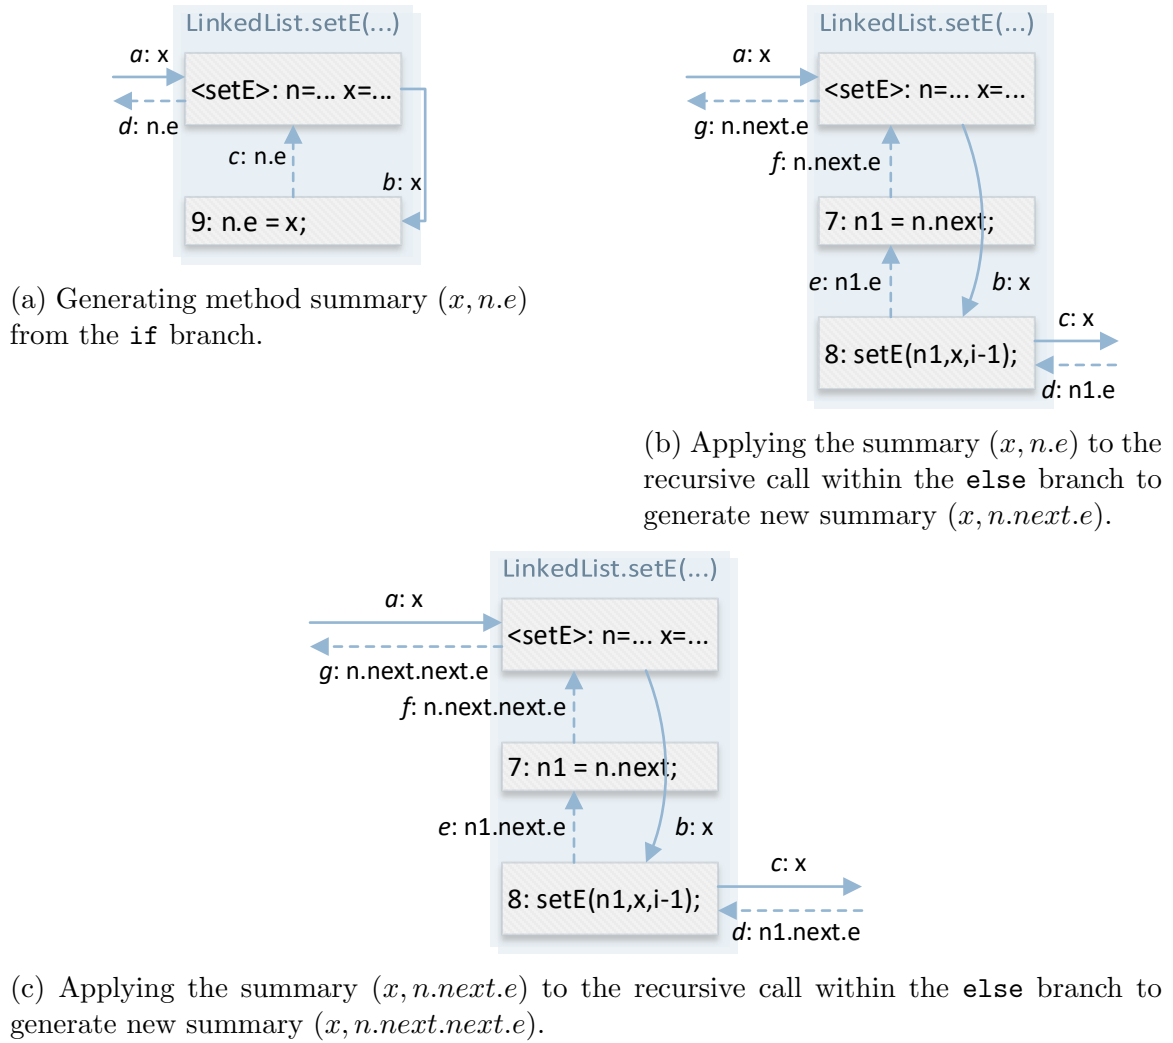 LinkedList.setE(...)
a: x
<setE>: n=... x=...
d: n.e
c: n.e
b: x
9: n.e = x;
(a) Generating method summary (x, n.e)
from the if branch.
LinkedList.setE(...)
a: x
<setE>: n=... x=...
g: n.next.e
f: n.next.e
7: n1 = n.next;
e: n1.e
b: x
c: x
8: setE(n1,x,i-1);
d: n1.e
(b) Applying the summary (x, n.e) to the
recursive call within the else branch to
generate new summary (x, n.next.e).
LinkedList.setE(...)
a: x
<setE>: n=... x=...
g: n.next.next.e
f: n.next.next.e
7: n1 = n.next;
e: n1.next.e
b: x
c: x
8: setE(n1,x,i-1);
d: n1.next.e
(c) Applying the summary (x, n.next.e) to the recursive call within the else branch to
generate new summary (x, n.next.next.e).